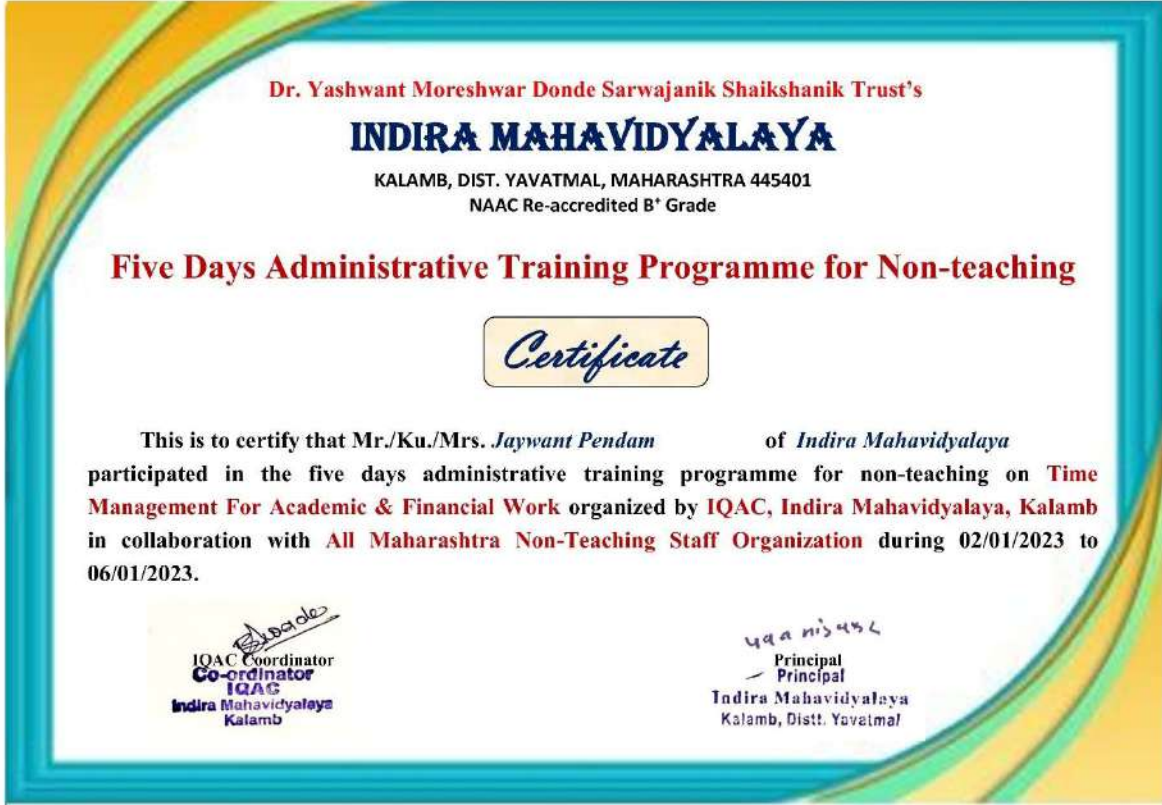 Dr. Yashwant Moreshwar Donde Sarwajanik Shaikshanik Trust's
INDIRA MAHAVIDYALAYA
KALAMB, DIST. YAVATMAL, MAHARASHTRA 445401
NAAC Re-accredited B⁺ Grade
Five Days Administrative Training Programme for Non-teaching
Certificate
This is to certify that Mr./Ku./Mrs. Jaywant Pendam of Indira Mahavidyalaya
participated in the five days administrative training programme for non-teaching on Time
Management For Academic & Financial Work organized by IQAC, Indira Mahavidyalaya, Kalamb
in collaboration with All Maharashtra Non-Teaching Staff Organization during 02/01/2023 to
06/01/2023.
IQAC Coordinator
Co-ordinator
IQAC
Indira Mahavidyalaya
Kalamb
Principal
Principal
Indira Mahavidyalaya
Kalamb, Distt. Yavatmal